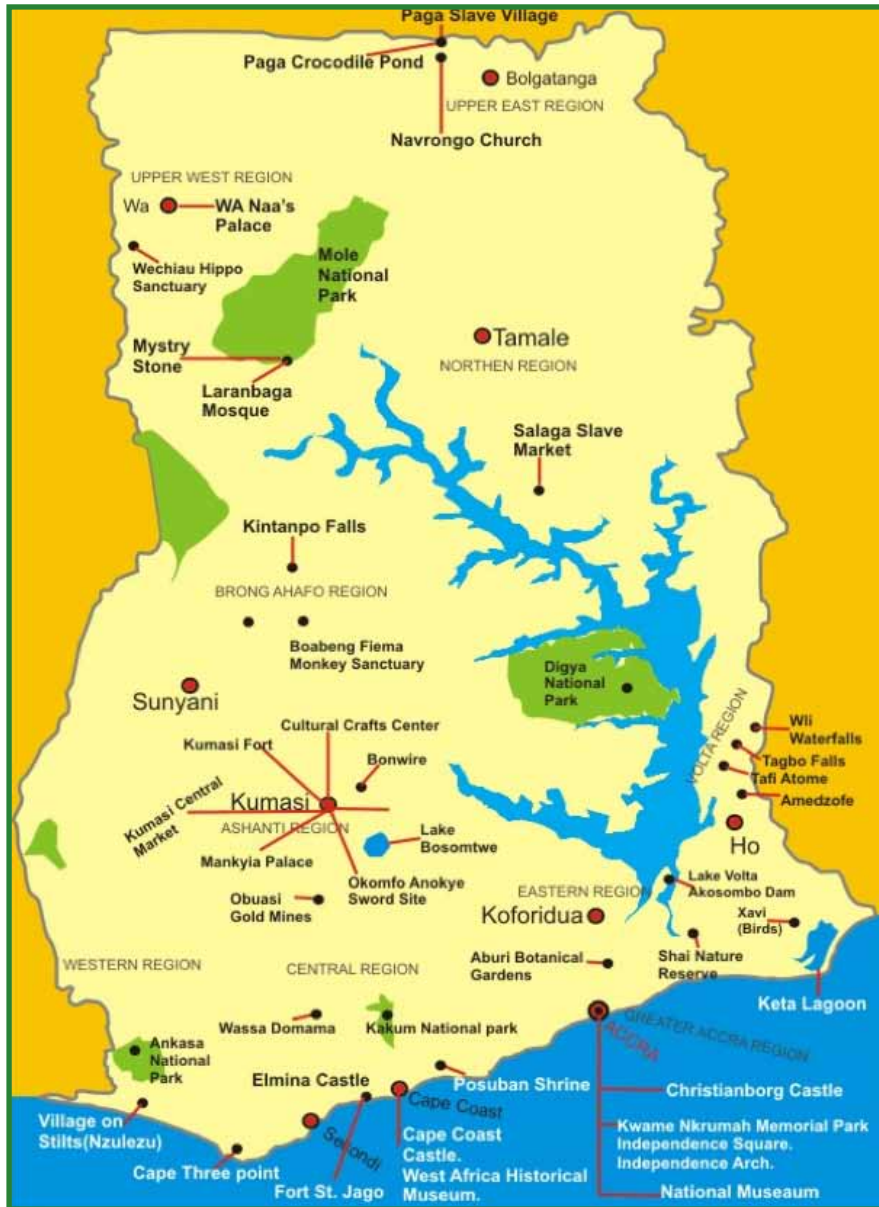 Paga Slave Village
Paga Crocodile Pond
Bolgatanga
UPPER EAST REGION
Navrongo Church
UPPER WEST REGION
Wa
WA Naa's
Palace
Wechiau Hippo
Sanctuary
Mole
National
Park
Mystry
Stone
Laranbaga
Mosque
Tamale
NORTHEN REGION
Salaga Slave
Market
Kintanpo Falls
BRONG AHAFO REGION
Boabeng Fiema
Monkey Sanctuary
Digya
National
Park
Sunyani
Cultural Crafts Center
Kumasi Fort
Bonwire
Kumasi
Kumasi Central
Market
ASHANTI REGION
Mankyia Palace
Lake
Bosomtwe
Okomfo Anokye
Sword Site
Obuasi
Gold Mines
VOLTA REGION
Wli
Waterfalls
Tagbo Falls
Tafi Atome
Amedzofe
Ho
Lake Volta
Akosombo Dam
EASTERN REGION
Koforidua
Xavi
(Birds)
Shai Nature
Reserve
Aburi Botanical
Gardens
Keta Lagoon
WESTERN REGION
CENTRAL REGION
Wassa Domama
Kakum National park
ACCRA
GREATER ACCRA REGION
Ankasa
National
Park
Elmina Castle
Posuban Shrine
Christianborg Castle
Village on
Stilts(Nzulezu)
Cape Coast
Sekondi
Cape Three point
Fort St. Jago
Cape Coast
Castle.
West Africa Historical
Museum.
Kwame Nkrumah Memorial Park
Independence Square.
Independence Arch.
National Museaum